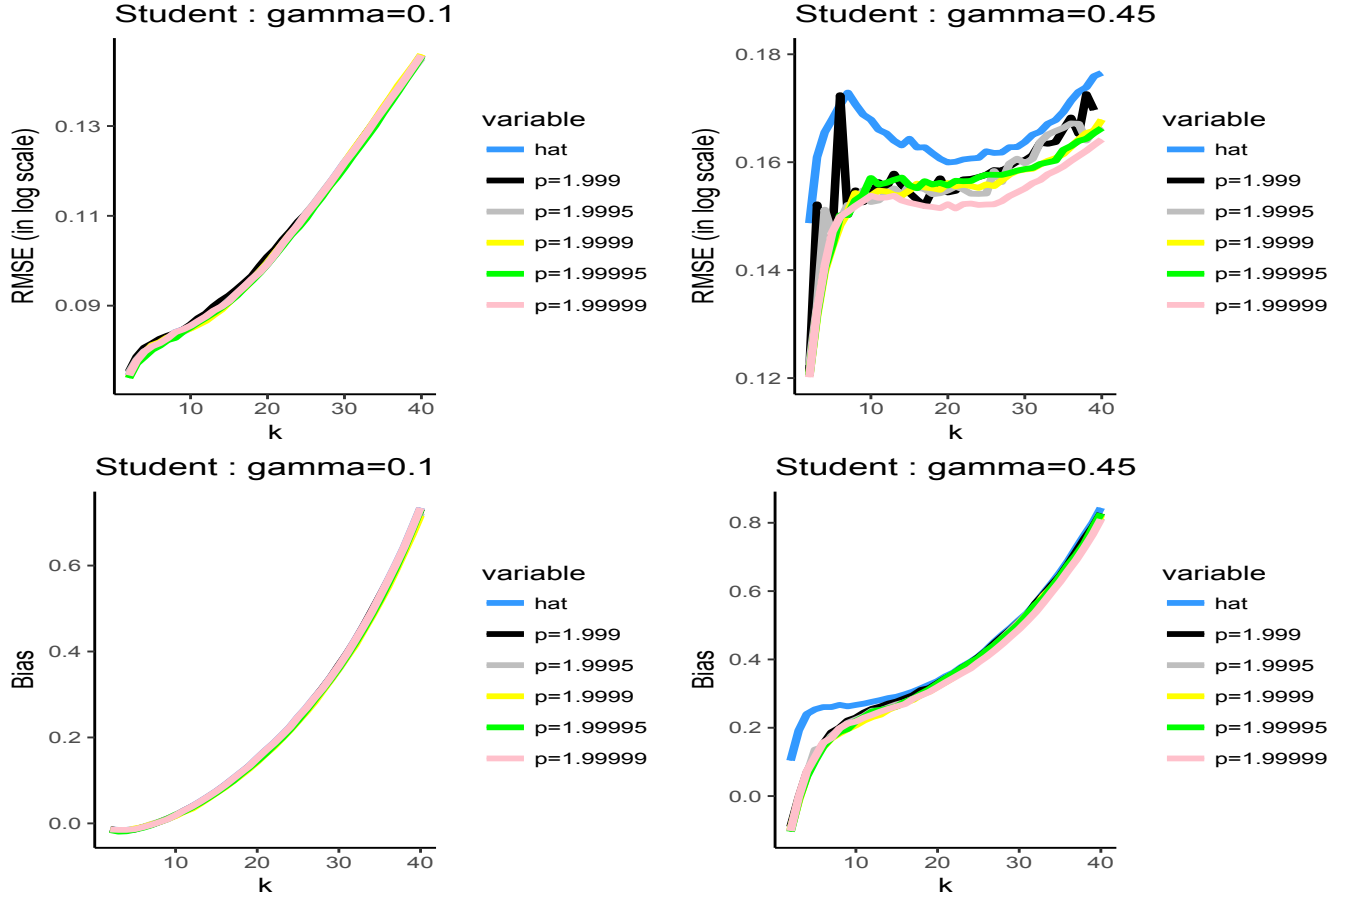 Student : gamma=0.1
RMSE (in log scale)
0.13
0.11
0.09
10 20 30 40
k
variable
hat
p=1.999
p=1.9995
p=1.9999
p=1.99995
p=1.99999
Student : gamma=0.45
RMSE (in log scale)
0.18
0.16
0.14
0.12
10 20 30 40
k
variable
hat
p=1.999
p=1.9995
p=1.9999
p=1.99995
p=1.99999
Student : gamma=0.1
Bias
0.6
0.4
0.2
0.0
10 20 30 40
k
variable
hat
p=1.999
p=1.9995
p=1.9999
p=1.99995
p=1.99999
Student : gamma=0.45
Bias
0.8
0.6
0.4
0.2
0.0
10 20 30 40
k
variable
hat
p=1.999
p=1.9995
p=1.9999
p=1.99995
p=1.99999